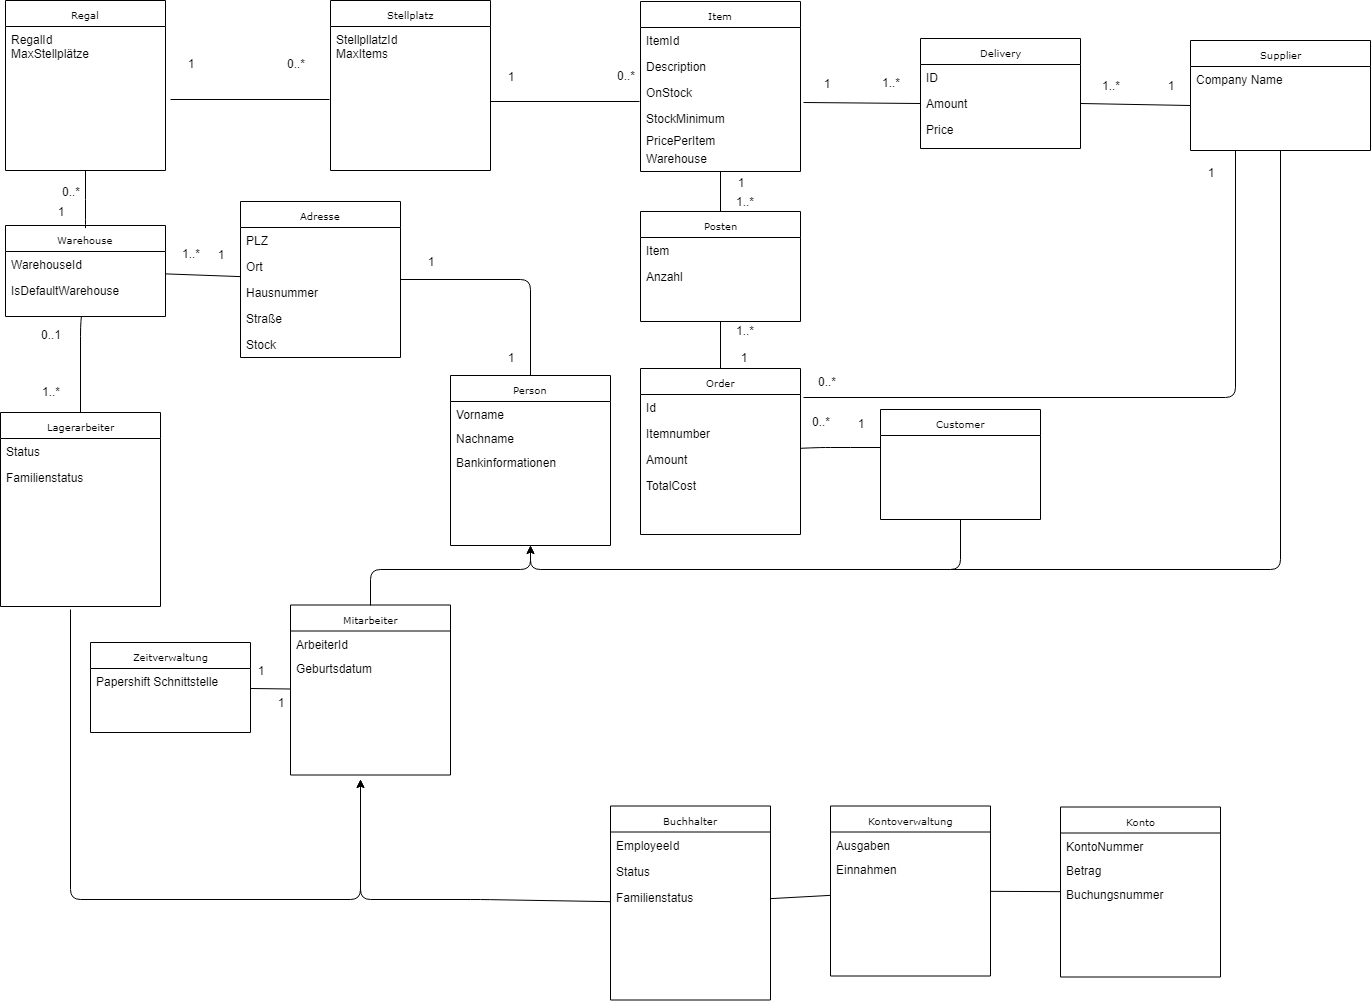 Regal
RegalId
MaxStellplätze
1
0..*
Stellplatz
StellpllatzId
MaxItems
1
0..*
Item
ItemId
Description
OnStock
StockMinimum
PricePerItem
Warehouse
1
1..*
Delivery
ID
Amount
Price
1..*
1
Supplier
Company Name
1
0..*
1
Warehouse
WarehouseId
IsDefaultWarehouse
1..*
1
Adresse
PLZ
Ort
Hausnummer
Straße
Stock
1
1
1
1..*
Posten
Item
Anzahl
1..*
1
0..1
1..*
Lagerarbeiter
Status
Familienstatus
Person
Vorname
Nachname
Bankinformationen
Order
Id
Itemnumber
Amount
TotalCost
0..*
0..*
1
Customer
Zeitverwaltung
Papershift Schnittstelle
1
1
Mitarbeiter
ArbeiterId
Geburtsdatum
Buchhalter
EmployeeId
Status
Familienstatus
Kontoverwaltung
Ausgaben
Einnahmen
Konto
KontoNummer
Betrag
Buchungsnummer